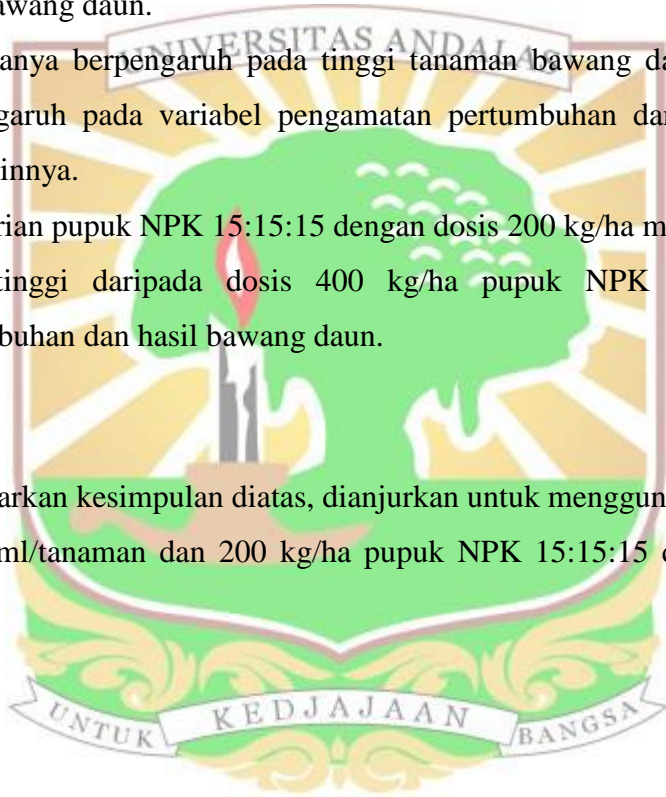 awang daun.
UNIVERSITAS ANDALAS
anya berpengaruh pada tinggi tanaman bawang da
garuh pada variabel pengamatan pertumbuhan dan
innya.
rian pupuk NPK 15:15:15 dengan dosis 200 kg/ha m
tinggi daripada dosis 400 kg/ha pupuk NPK
buhan dan hasil bawang daun.
arkan kesimpulan diatas, dianjurkan untuk menggun
ml/tanaman dan 200 kg/ha pupuk NPK 15:15:15 d
UNTUK KEDJAJAAN BANGSA